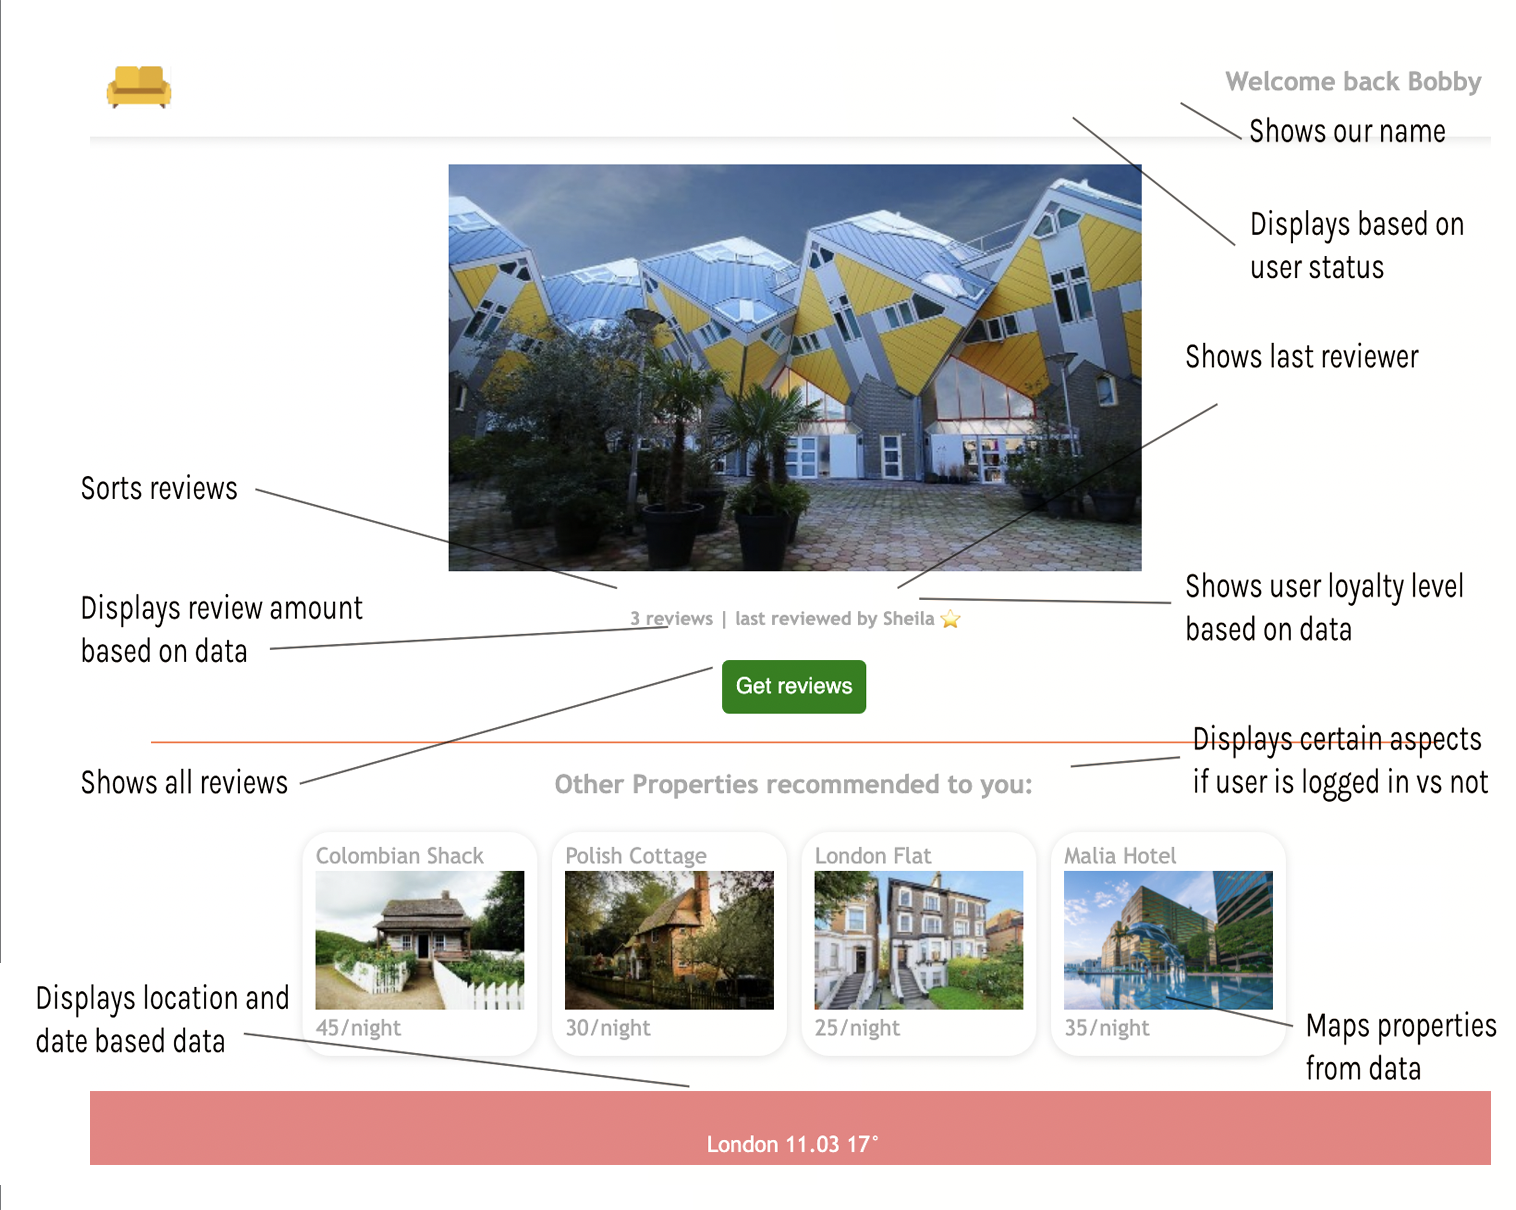 Welcome back Bobby
Shows our name
Displays based on
user status
Shows last reviewer
Sorts reviews
Displays review amount
based on data
3 reviews | last reviewed by Sheila ⭐
Shows user loyalty level
based on data
Get reviews
Displays certain aspects
if user is logged in vs not
Shows all reviews
Other Properties recommended to you:
Colombian Shack
Polish Cottage
London Flat
Malia Hotel
45/night
30/night
25/night
35/night
Displays location and
date based data
Maps properties
from data
London 11.03 17°